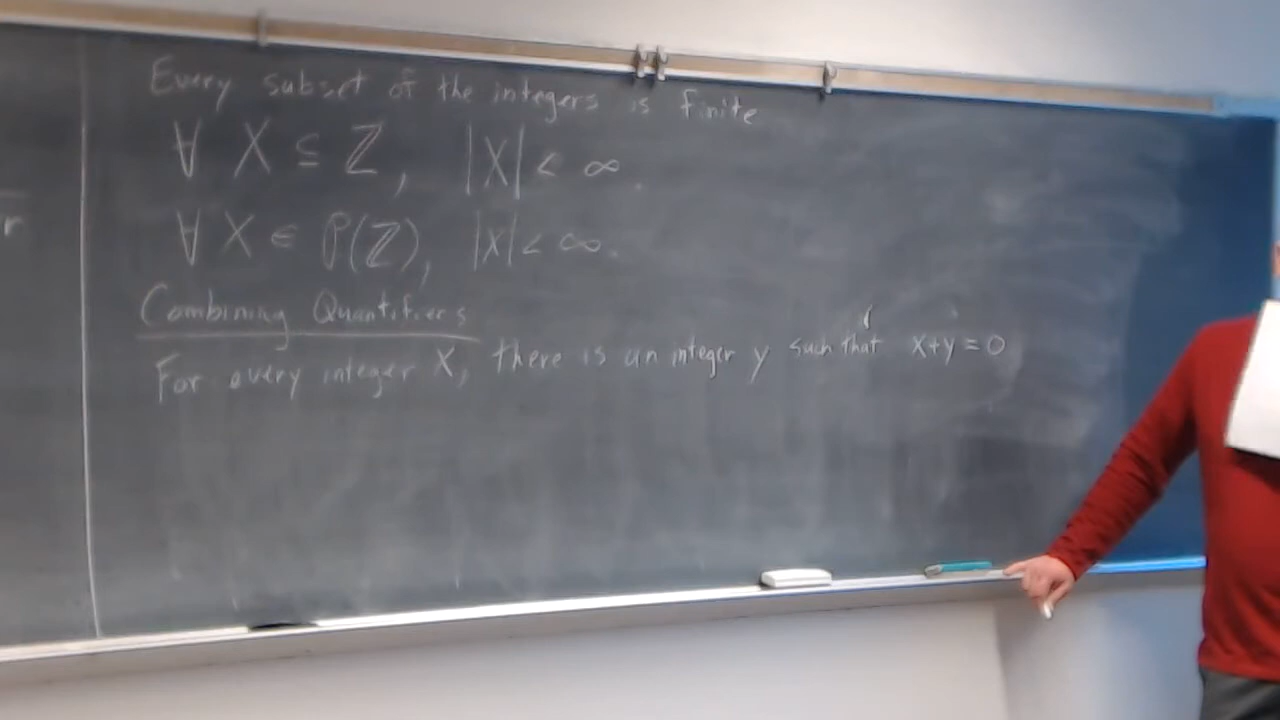 Every subset of the integers is finite
∀ X ⊆ ℤ, |X| < ∞.
∀ X ∈ P(ℤ), |X| < ∞.
Combining Quantifiers
For every integer X, there is an integer y such that x+y=0
r